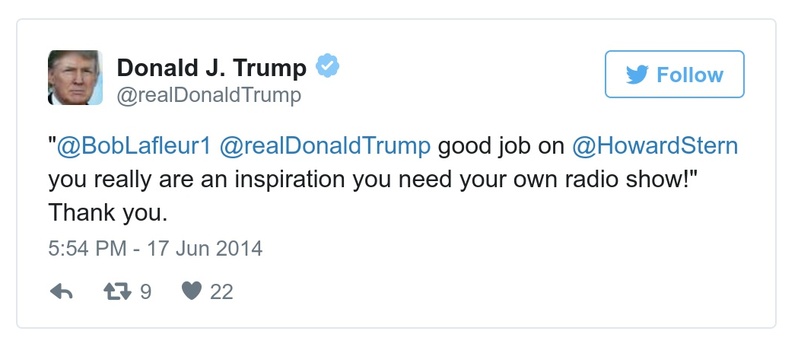 Donald J. Trump
@realDonaldTrump
Follow
"@BobLafleur1 @realDonaldTrump good job on @HowardStern
you really are an inspiration you need your own radio show!"
Thank you.
5:54 PM - 17 Jun 2014
9 22